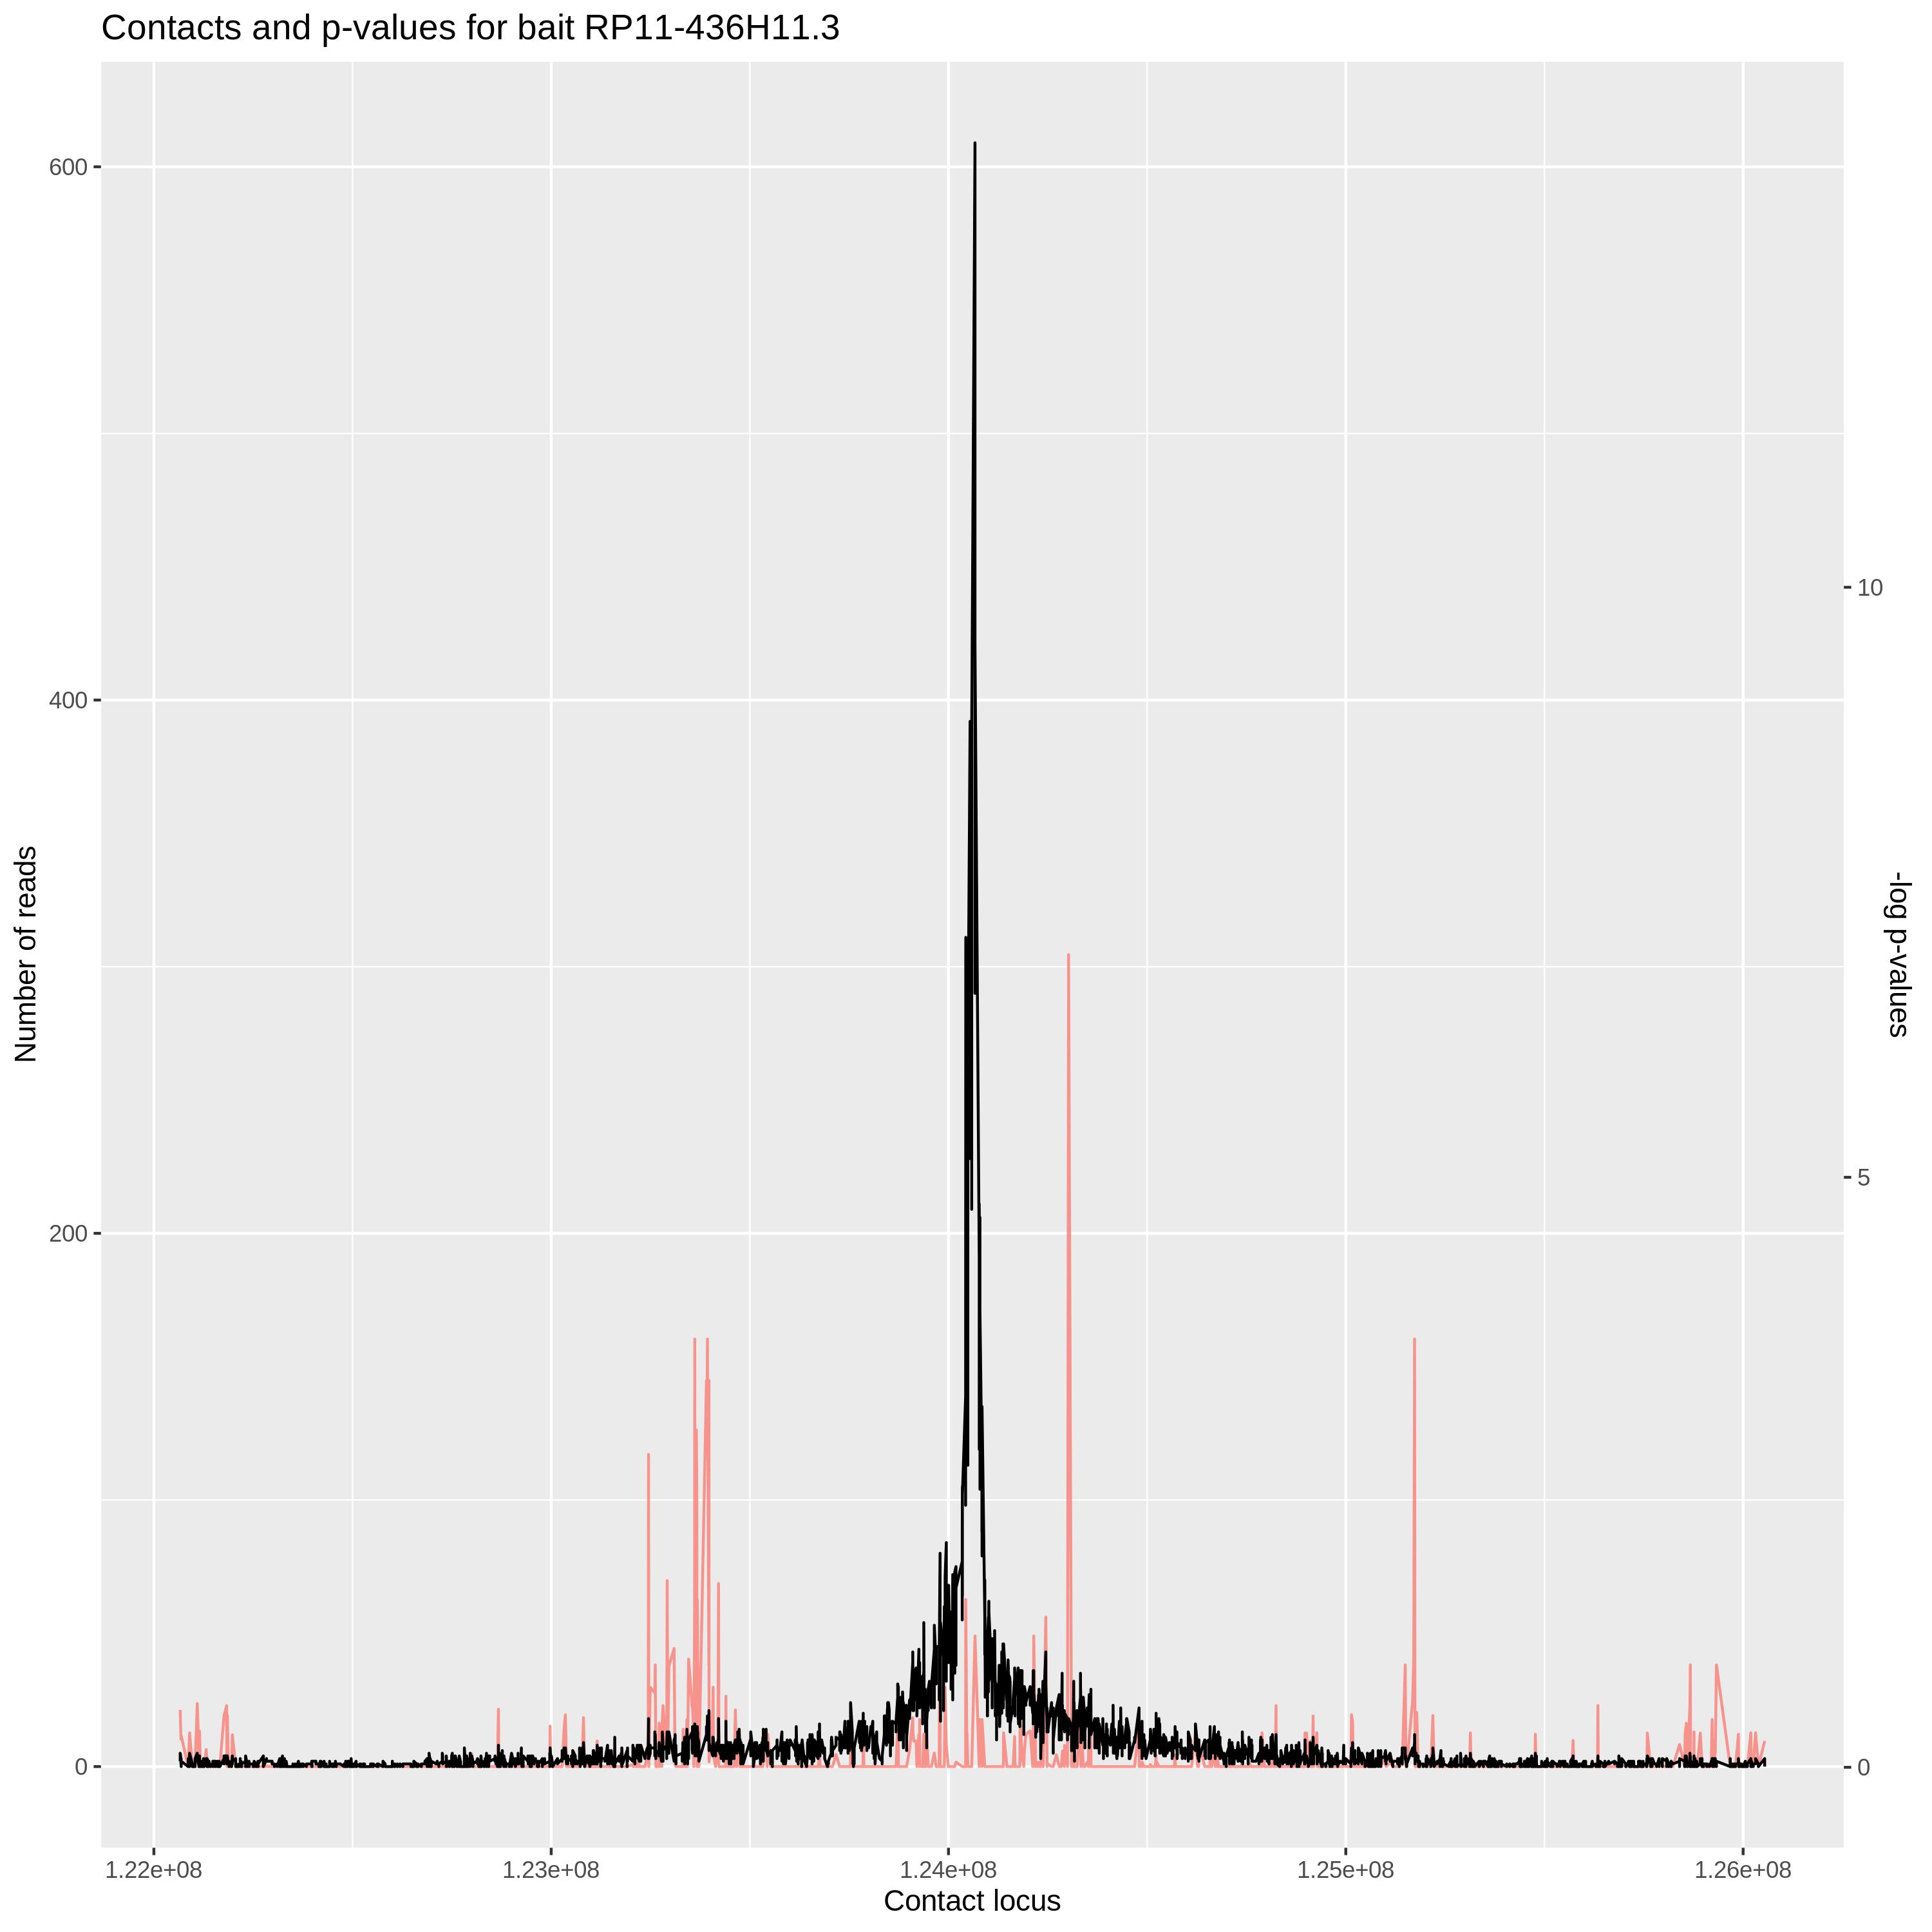 Contacts and p-values for bait RP11-436H11.3
600
400
200
0
Number of reads
10
5
0
-log p-values
1.22e+08
1.23e+08
1.24e+08
1.25e+08
1.26e+08
Contact locus